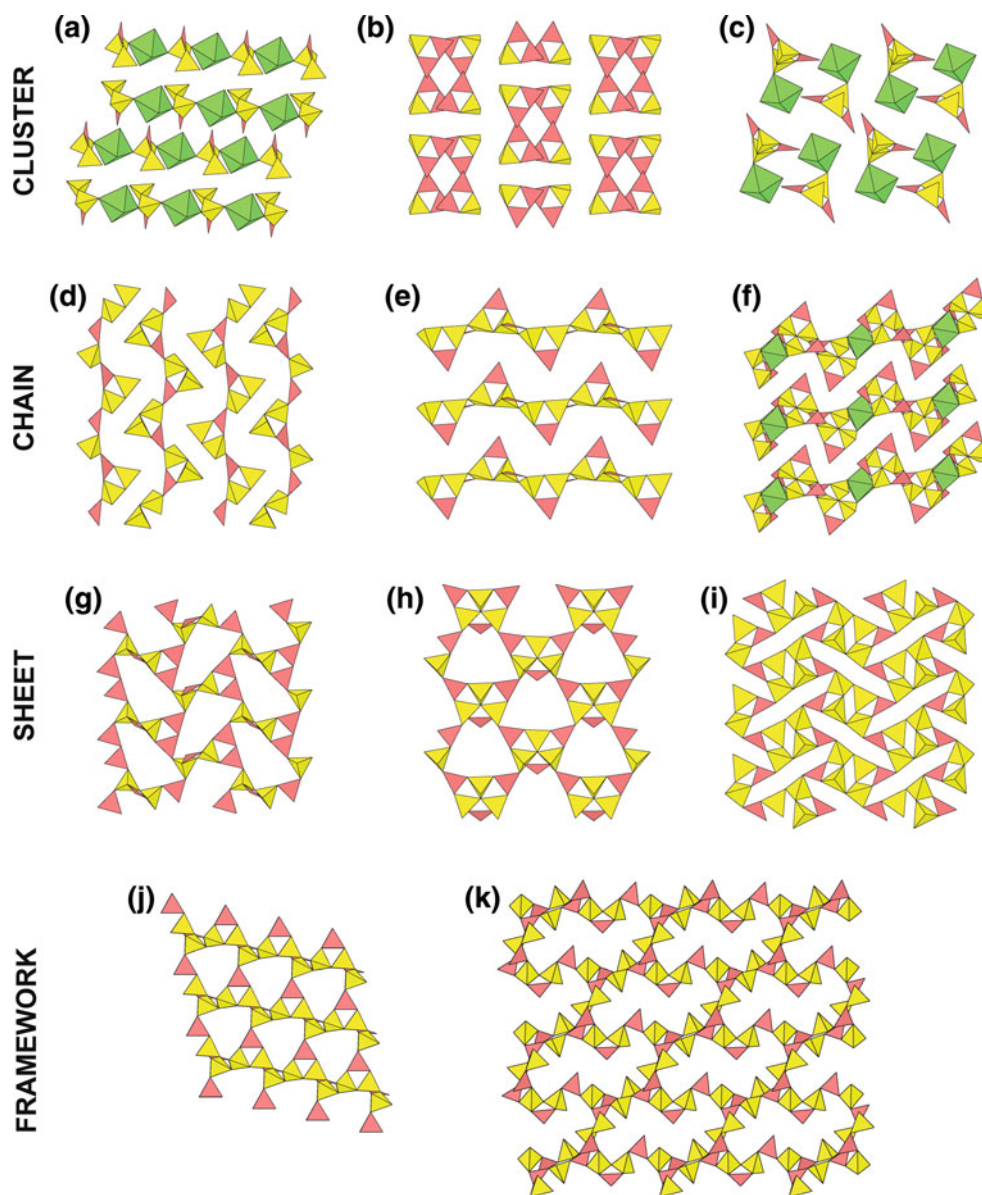 (a)
(b)
(c)
CLUSTER
(d)
(e)
(f)
CHAIN
(g)
(h)
(i)
SHEET
(j)
(k)
FRAMEWORK